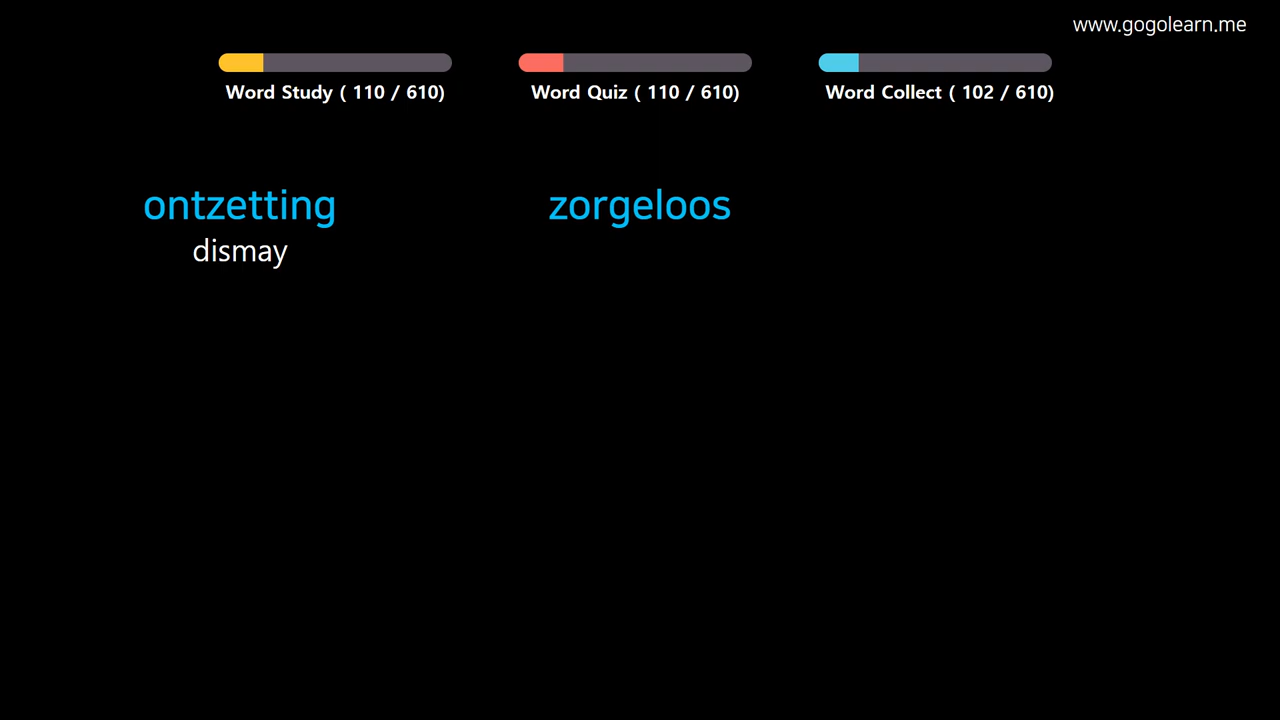 www.gogolearn.me
Word Study ( 110 / 610)
Word Quiz ( 110 / 610)
Word Collect ( 102 / 610)
ontzetting
dismay
zorgeloos